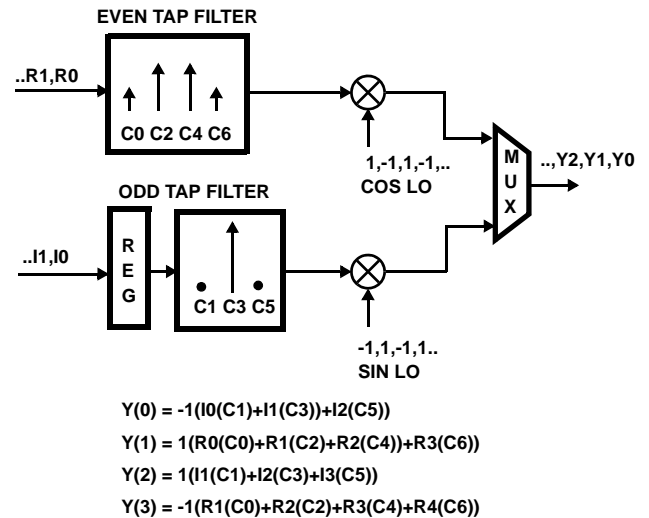 EVEN TAP FILTER
..R1,R0
C0 C2 C4 C6
1,-1,1,-1,..
COS LO
MUX
..,Y2,Y1,Y0
ODD TAP FILTER
..I1,I0
REG
C1 C3 C5
-1,1,-1,1..
SIN LO
Y(0) = -1(I0(C1)+I1(C3))+I2(C5))
Y(1) = 1(R0(C0)+R1(C2)+R2(C4))+R3(C6))
Y(2) = 1(I1(C1)+I2(C3)+I3(C5))
Y(3) = -1(R1(C0)+R2(C2)+R3(C4)+R4(C6))